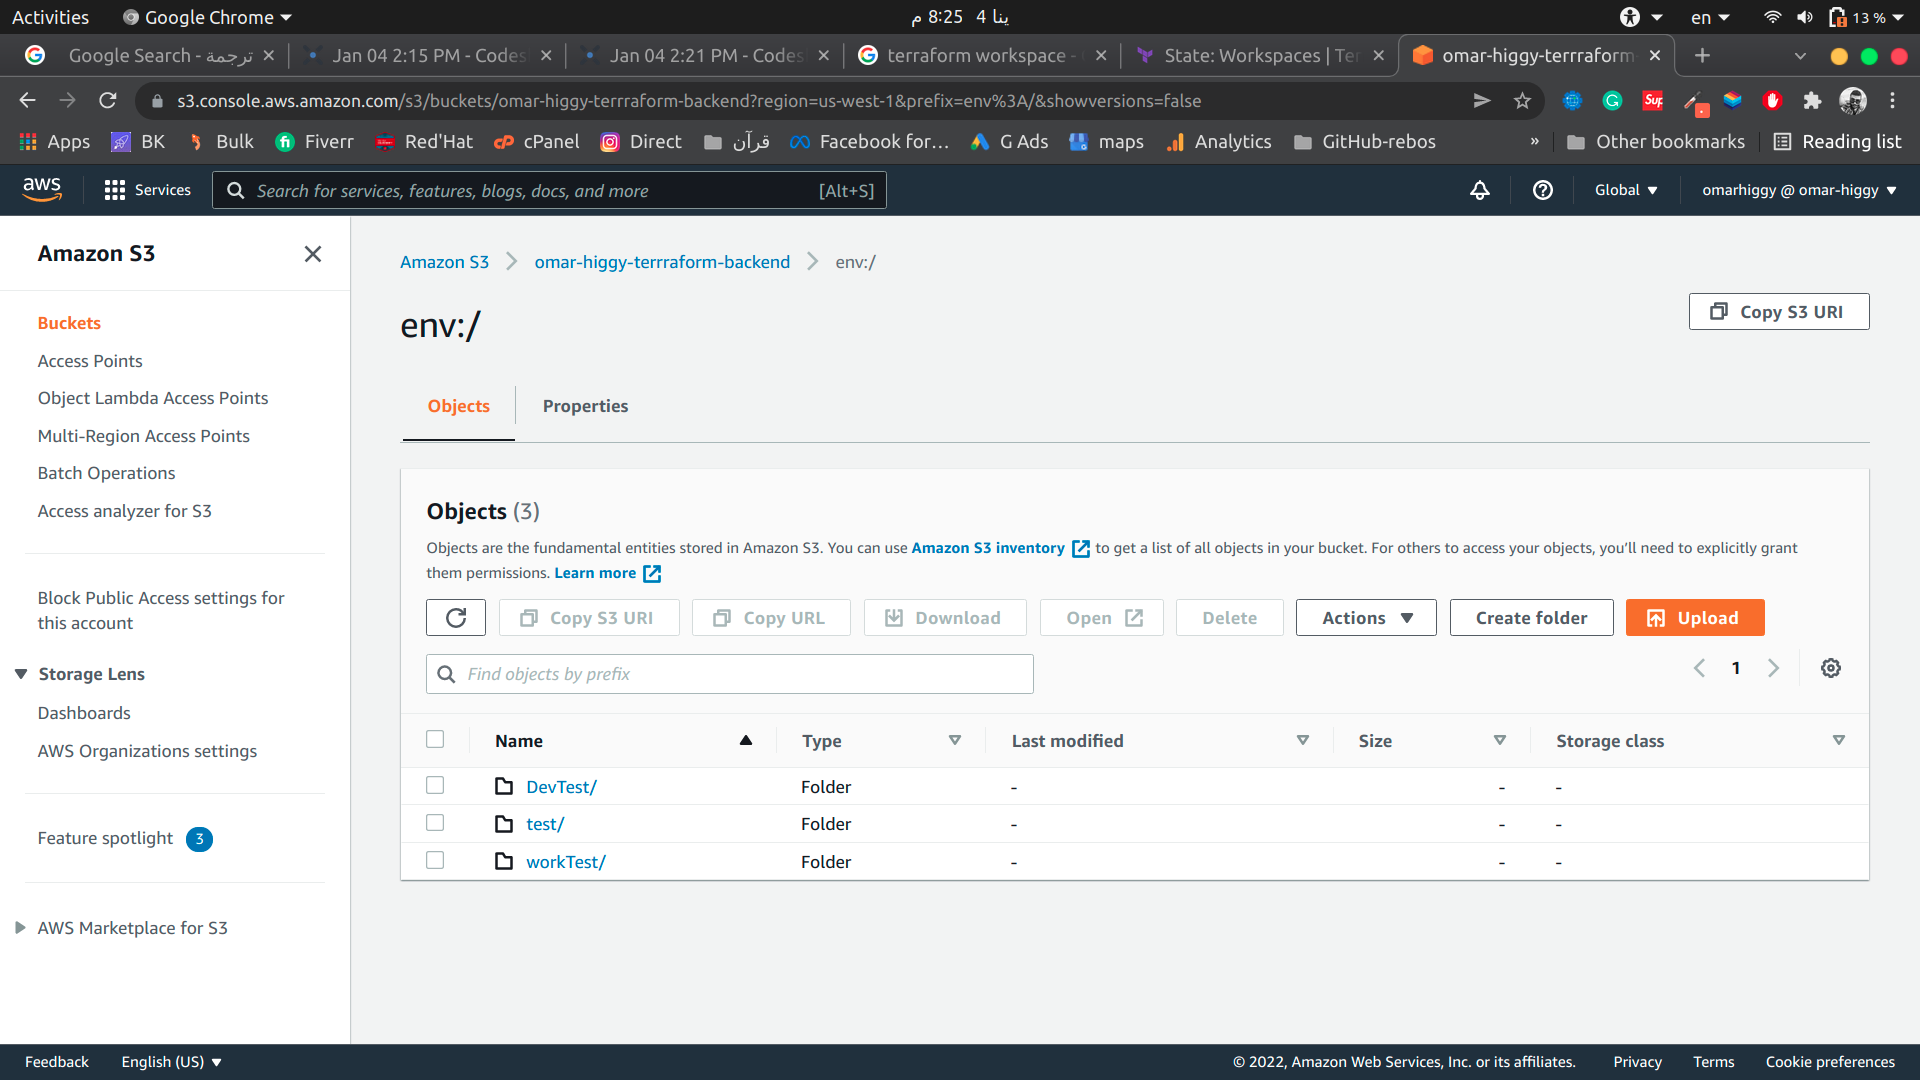 Activities Google Chrome 4 ينا 8:25 م en 13 %
Google Search - ترجمة Jan 04 2:15 PM - Codes Jan 04 2:21 PM - Codes terraform workspace - State: Workspaces | Ter omar-higgy-terrraform-
s3.console.aws.amazon.com/s3/buckets/omar-higgy-terrraform-backend?region=us-west-1&prefix=env%3A/&showversions=false
Apps BK Bulk Fiverr Red'Hat cPanel Direct قرآن Facebook for… G Ads maps Analytics GitHub-rebos » Other bookmarks Reading list
aws Services Search for services, features, blogs, docs, and more [Alt+S] Global omarhiggy @ omar-higgy
Amazon S3
Buckets
Access Points
Object Lambda Access Points
Multi-Region Access Points
Batch Operations
Access analyzer for S3
Block Public Access settings for
this account
Storage Lens
Dashboards
AWS Organizations settings
Feature spotlight 3
AWS Marketplace for S3
Amazon S3 omar-higgy-terrraform-backend env:/
env:/
Copy S3 URI
Objects Properties
Objects (3)
Objects are the fundamental entities stored in Amazon S3. You can use Amazon S3 inventory to get a list of all objects in your bucket. For others to access your objects, you'll need to explicitly grant
them permissions. Learn more
Copy S3 URI Copy URL Download Open Delete Actions Create folder Upload
Find objects by prefix 1
Name Type Last modified Size Storage class
DevTest/ Folder - - -
test/ Folder - - -
workTest/ Folder - - -
Feedback English (US) © 2022, Amazon Web Services, Inc. or its affiliates. Privacy Terms Cookie preferences